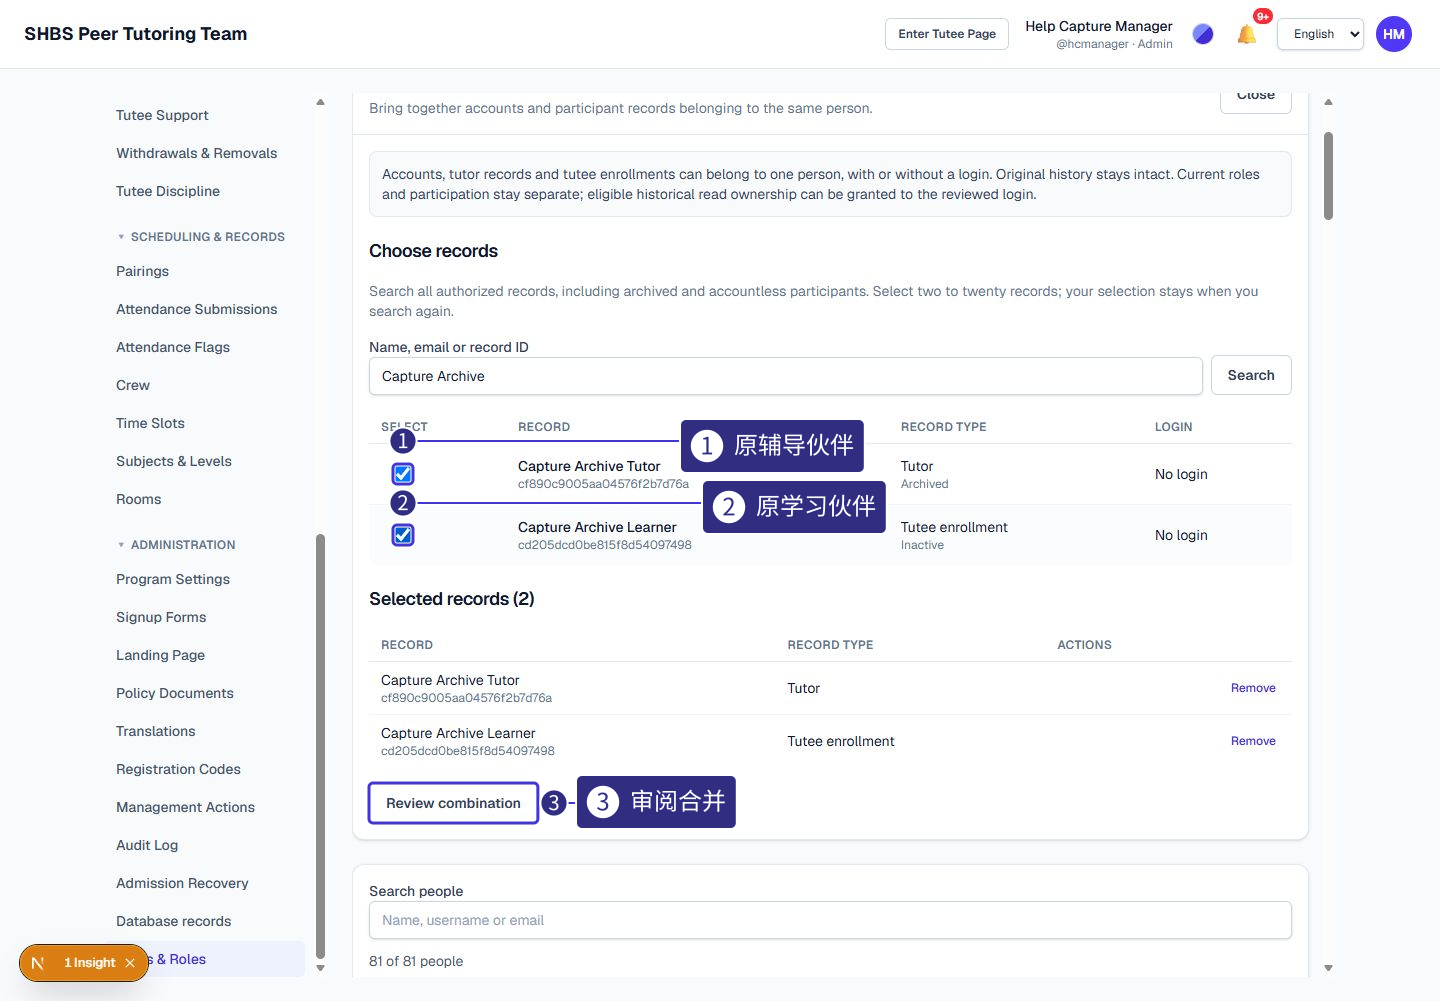 SHBS Peer Tutoring Team
Enter Tutee Page
Help Capture Manager
@hcmanager · Admin
9+
English
HM
Tutee Support
Withdrawals & Removals
Tutee Discipline
SCHEDULING & RECORDS
Pairings
Attendance Submissions
Attendance Flags
Crew
Time Slots
Subjects & Levels
Rooms
ADMINISTRATION
Program Settings
Signup Forms
Landing Page
Policy Documents
Translations
Registration Codes
Management Actions
Audit Log
Admission Recovery
Database records
s & Roles
1 Insight
Bring together accounts and participant records belonging to the same person.
Close
Accounts, tutor records and tutee enrollments can belong to one person, with or without a login. Original history stays intact. Current roles
and participation stay separate; eligible historical read ownership can be granted to the reviewed login.
Choose records
Search all authorized records, including archived and accountless participants. Select two to twenty records; your selection stays when you
search again.
Name, email or record ID
Capture Archive
Search
SELECT RECORD RECORD TYPE LOGIN
1 1 原辅导伙伴
Capture Archive Tutor Tutor No login
cf890c9005aa04576f2b7d76a Archived
2 2 原学习伙伴
Capture Archive Learner Tutee enrollment No login
cd205dcd0be815f8d54097498 Inactive
Selected records (2)
RECORD RECORD TYPE ACTIONS
Capture Archive Tutor Tutor Remove
cf890c9005aa04576f2b7d76a
Capture Archive Learner Tutee enrollment Remove
cd205dcd0be815f8d54097498
Review combination 3 3 审阅合并
Search people
Name, username or email
81 of 81 people